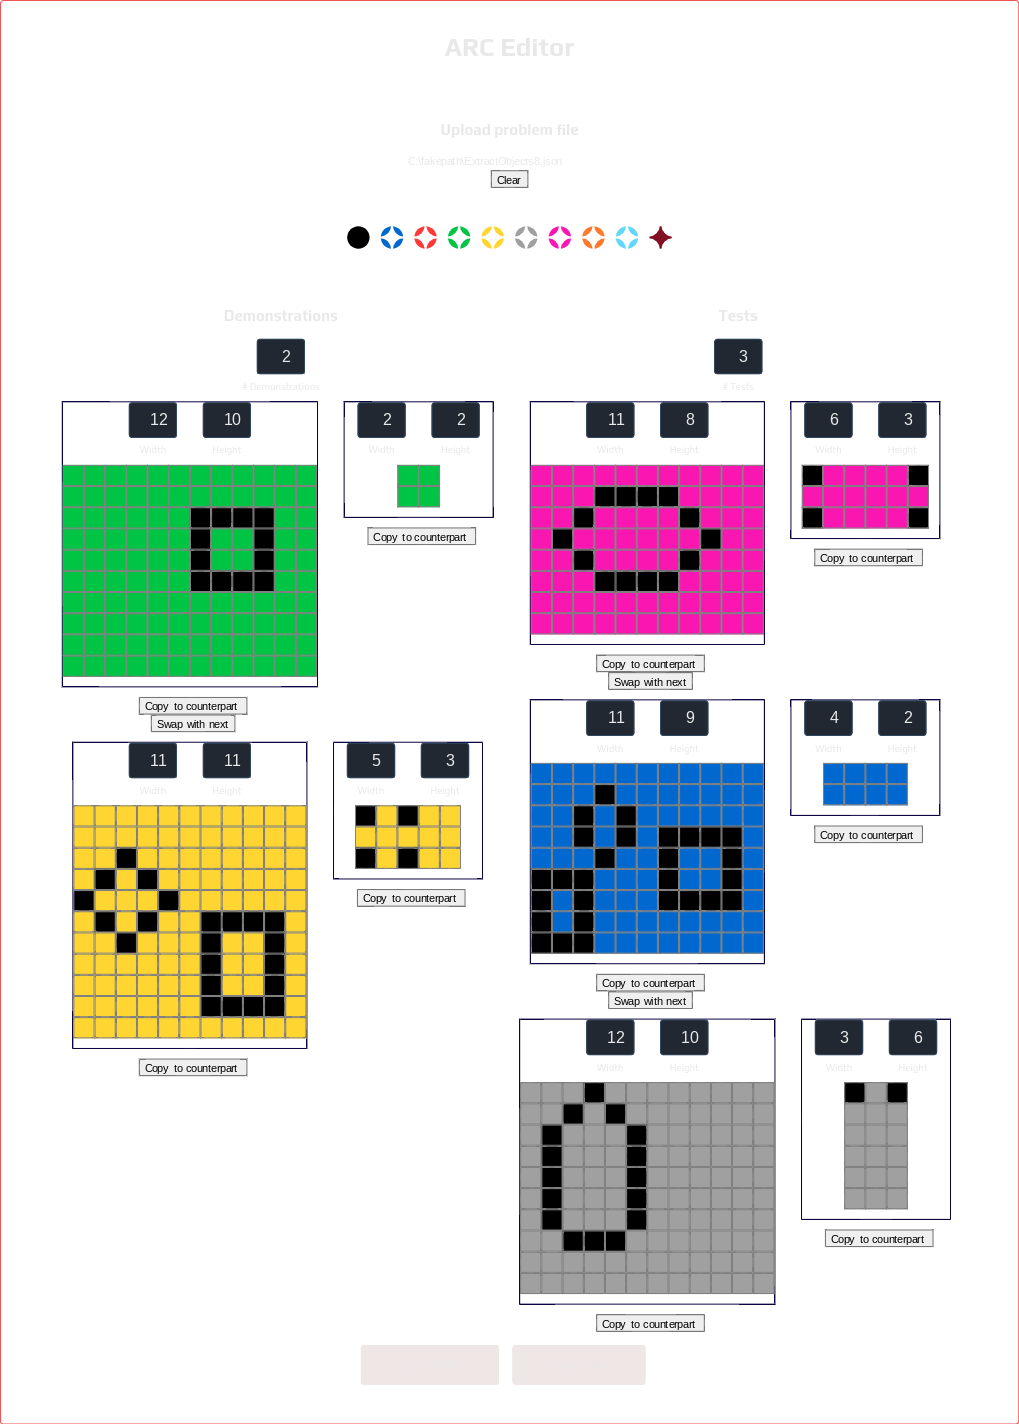 ARC Editor
Upload problem file
C:\fakepath\ExtractObjects8.json
Clear
Demonstrations
2
# Demonstrations
12 10
Width Height
2 2
Width Height
Copy to counterpart
Copy to counterpart
Swap with next
11 11
Width Height
5 3
Width Height
Copy to counterpart
Copy to counterpart
Tests
3
# Tests
11 8
Width Height
6 3
Width Height
Copy to counterpart
Copy to counterpart
Swap with next
11 9
Width Height
4 2
Width Height
Copy to counterpart
Copy to counterpart
Swap with next
12 10
Width Height
3 6
Width Height
Copy to counterpart
Copy to counterpart